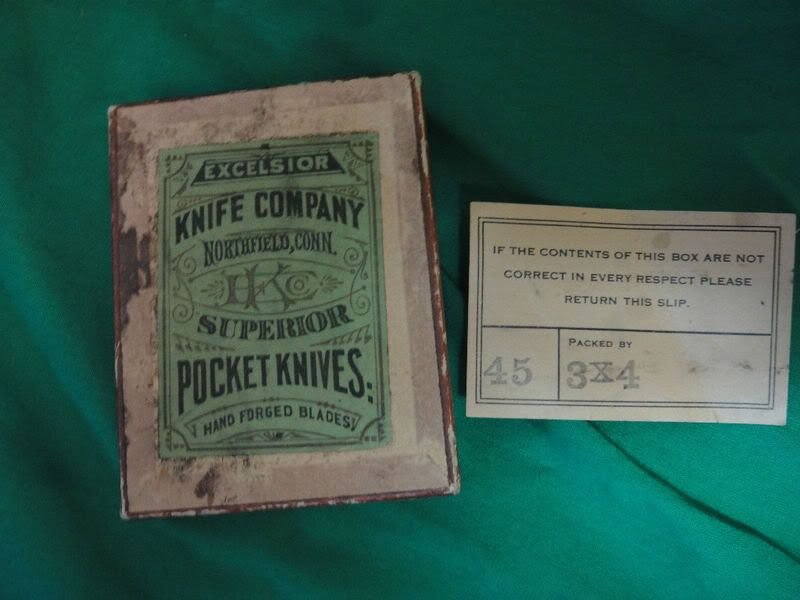 EXCELSIOR
KNIFE COMPANY
NORTHFIELD, CONN.
SUPERIOR
POCKET KNIVES:
HAND FORGED BLADES
IF THE CONTENTS OF THIS BOX ARE NOT
CORRECT IN EVERY RESPECT PLEASE
RETURN THIS SLIP.
PACKED BY
45 3X4